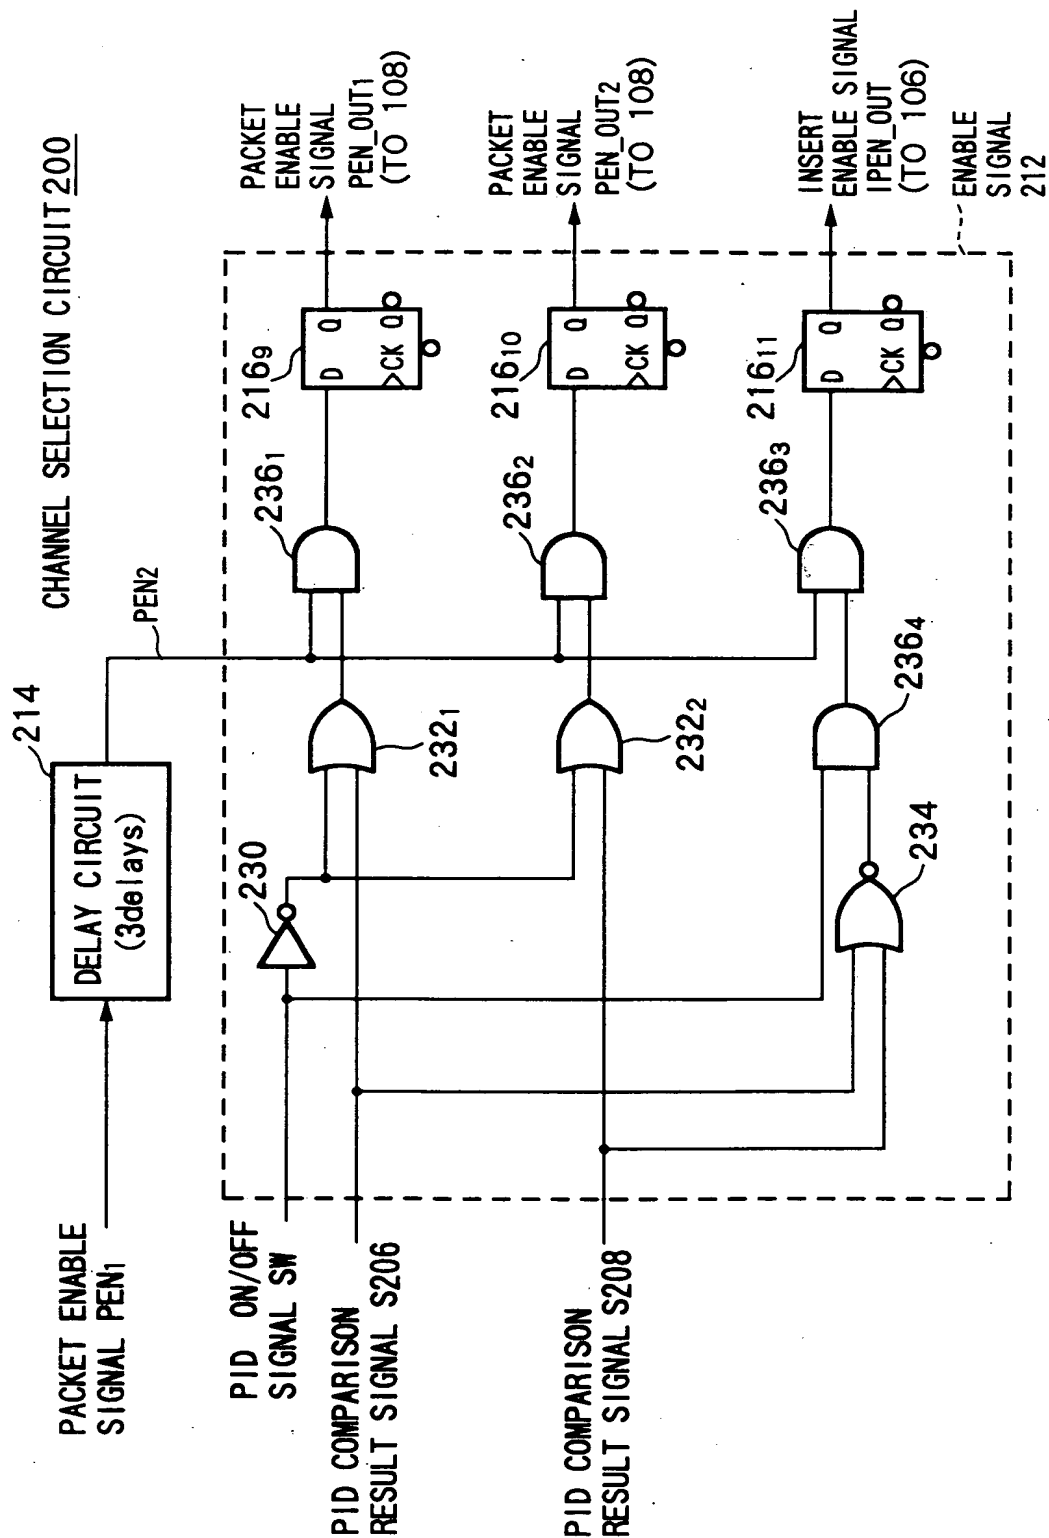 CHANNEL SELECTION CIRCUIT 200
PACKET ENABLE
SIGNAL PEN1
DELAY CIRCUIT
(3delays)
214
PEN2
PID ON/OFF
SIGNAL SW
PID COMPARISON
RESULT SIGNAL S206
PID COMPARISON
RESULT SIGNAL S208
230
2321
2322
234
2361
2362
2363
2364
2169
D
Q
CK
Q
21610
D
Q
CK
Q
21611
D
Q
CK
Q
PACKET
ENABLE
SIGNAL
PEN_OUT1
(TO 108)
PACKET
ENABLE
SIGNAL
PEN_OUT2
(TO 108)
INSERT
ENABLE SIGNAL
IPEN_OUT
(TO 106)
ENABLE
SIGNAL
212